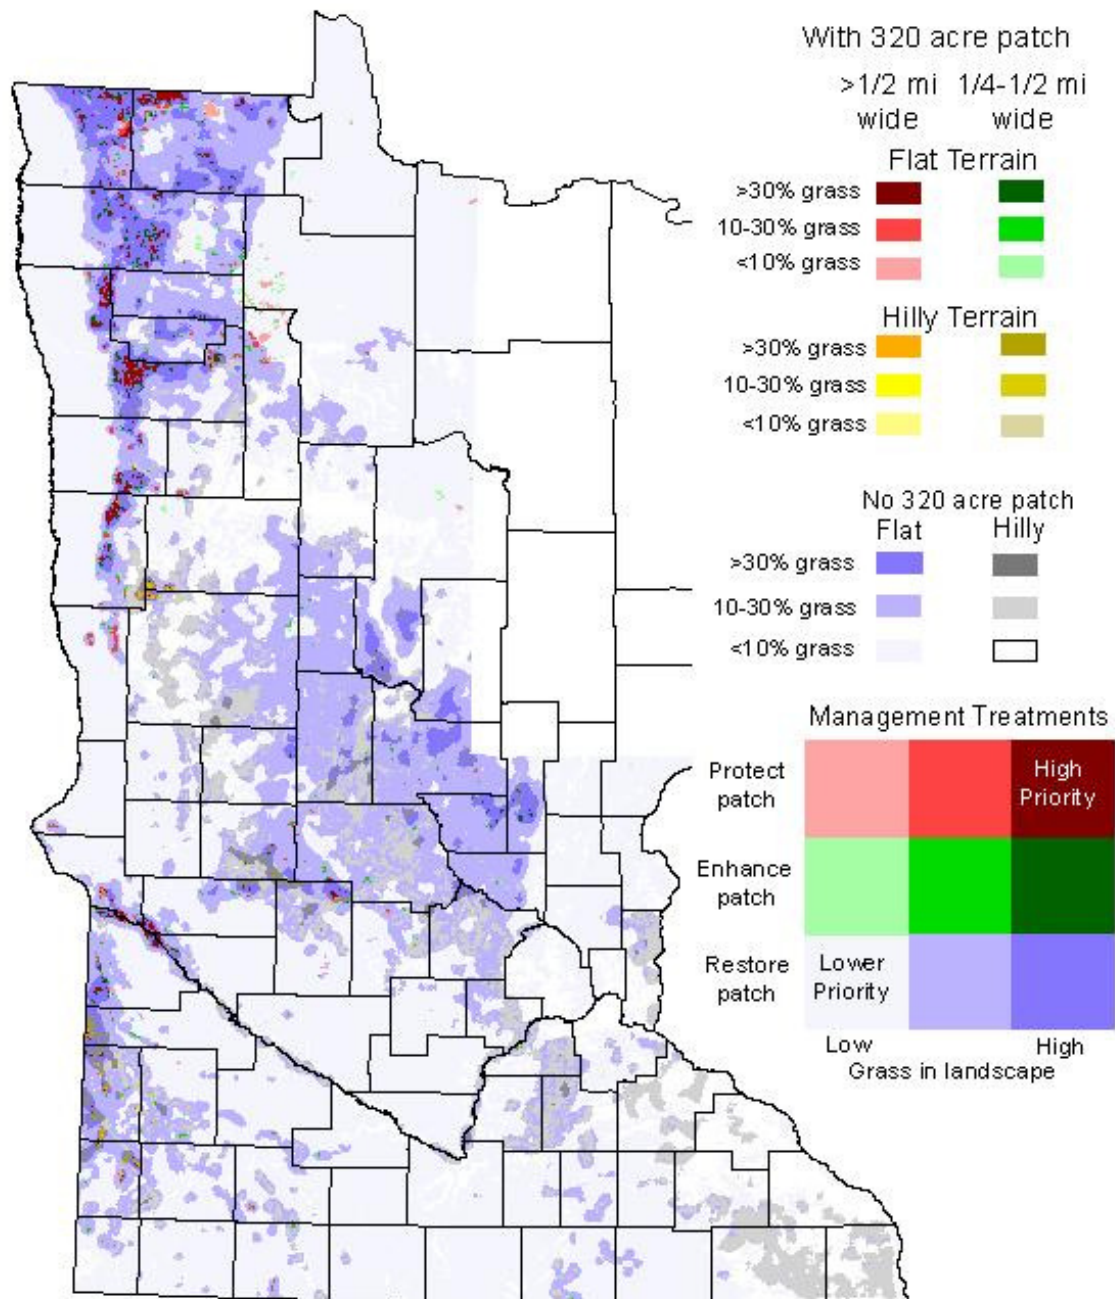 With 320 acre patch
>1/2 mi 1/4-1/2 mi
wide wide
Flat Terrain
>30% grass
10-30% grass
<10% grass
Hilly Terrain
>30% grass
10-30% grass
<10% grass
No 320 acre patch
Flat Hilly
>30% grass
10-30% grass
<10% grass
Management Treatments
Protect
patch
High
Priority
Enhance
patch
Restore
patch
Lower
Priority
Low High
Grass in landscape